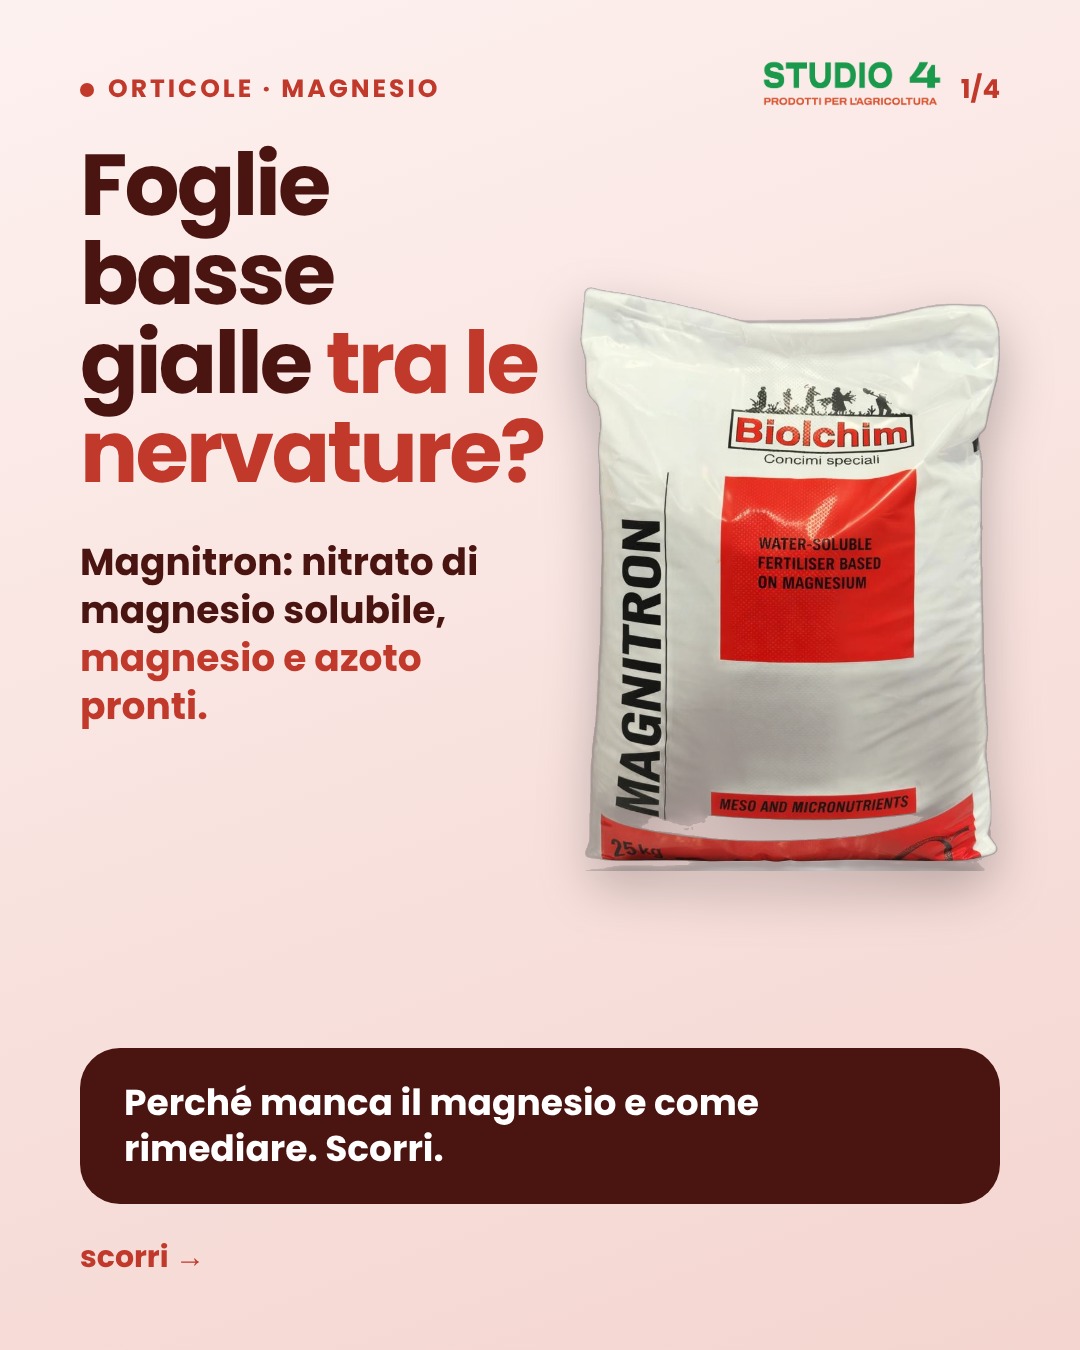 ORTICOLE · MAGNESIO
STUDIO 4
PRODOTTI PER L'AGRICOLTURA
1/4
Foglie
basse
gialle tra le
nervature?
Magnitron: nitrato di
magnesio solubile,
magnesio e azoto
pronti.
Biolchim
Concimi speciali
WATER-SOLUBLE
FERTILISER BASED
ON MAGNESIUM
MAGNITRON
MESO AND MICRONUTRIENTS
25 kg
Perché manca il magnesio e come
rimediare. Scorri.
scorri →